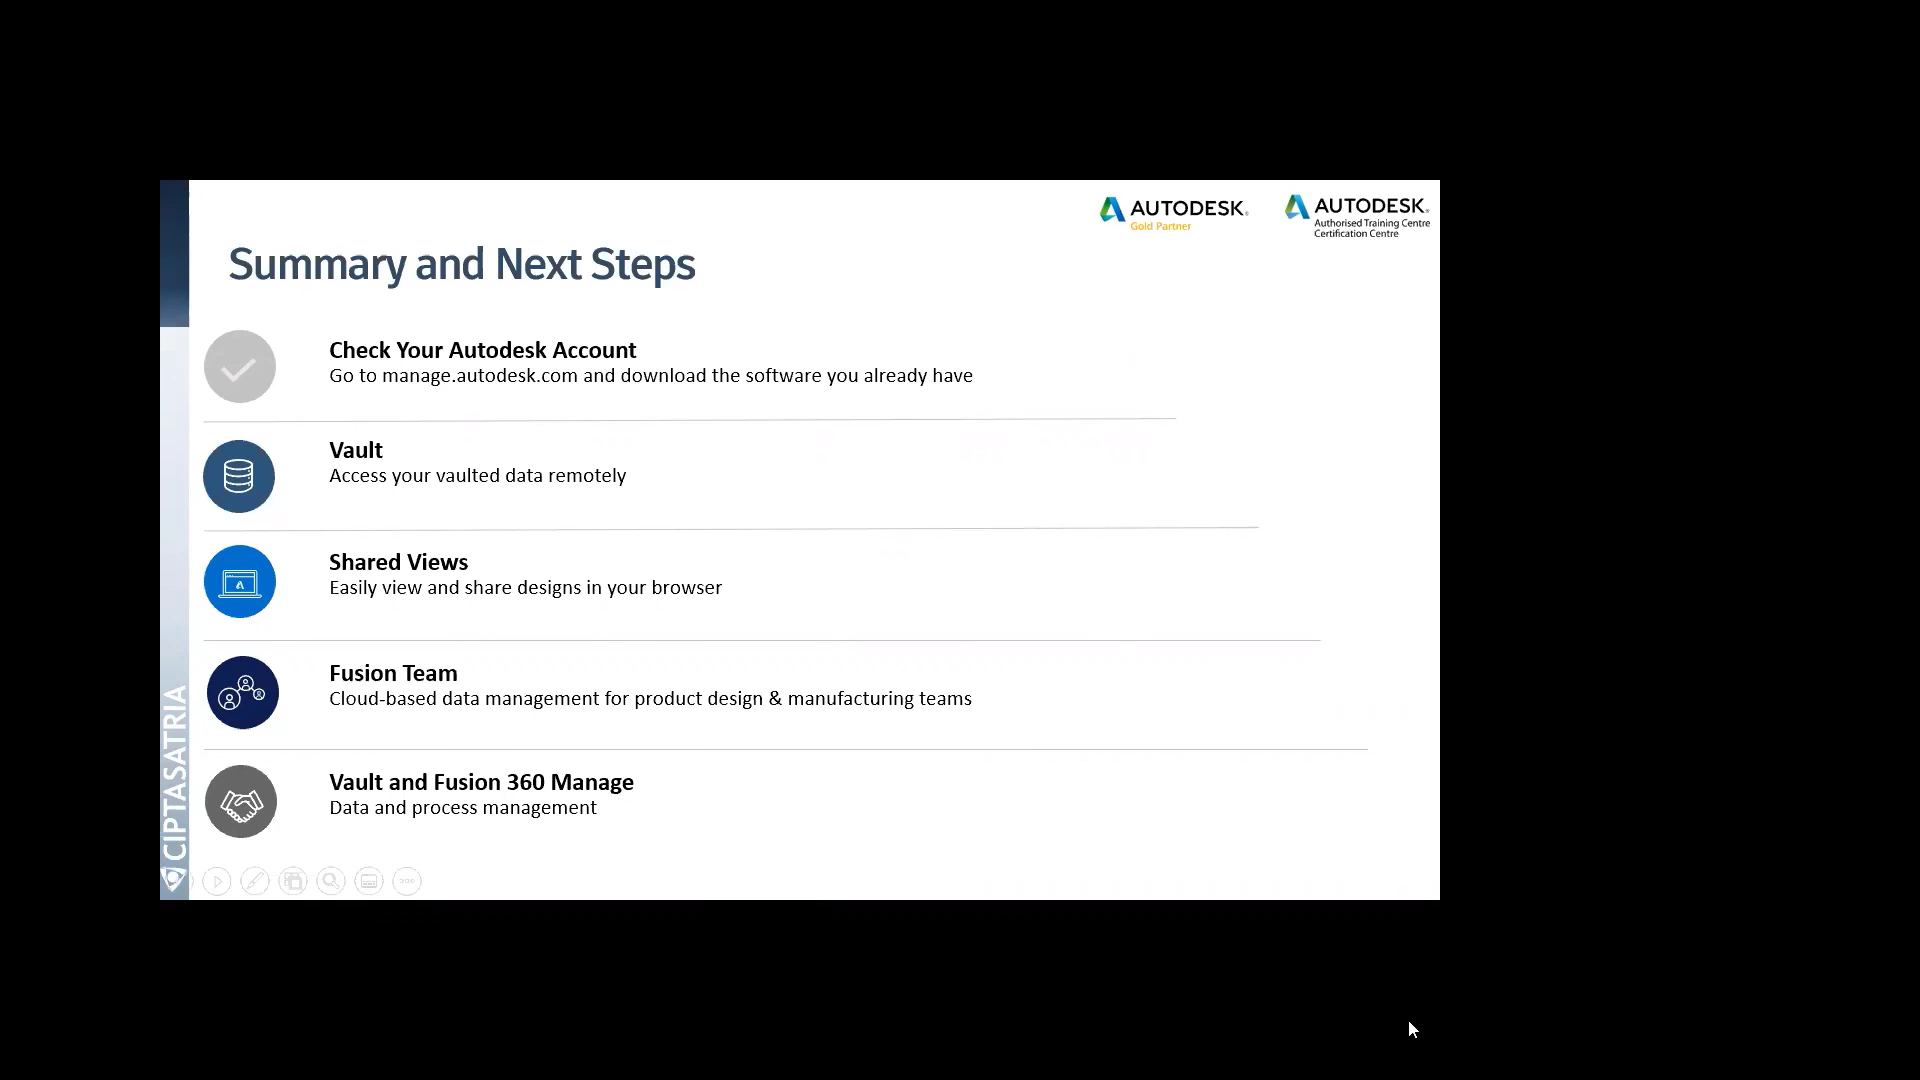 AUTODESK®
Gold Partner
AUTODESK®
Authorised Training Centre
Certification Centre
Summary and Next Steps
Check Your Autodesk Account
Go to manage.autodesk.com and download the software you already have
Vault
Access your vaulted data remotely
Shared Views
Easily view and share designs in your browser
Fusion Team
Cloud-based data management for product design & manufacturing teams
Vault and Fusion 360 Manage
Data and process management
CIPTASATRIA